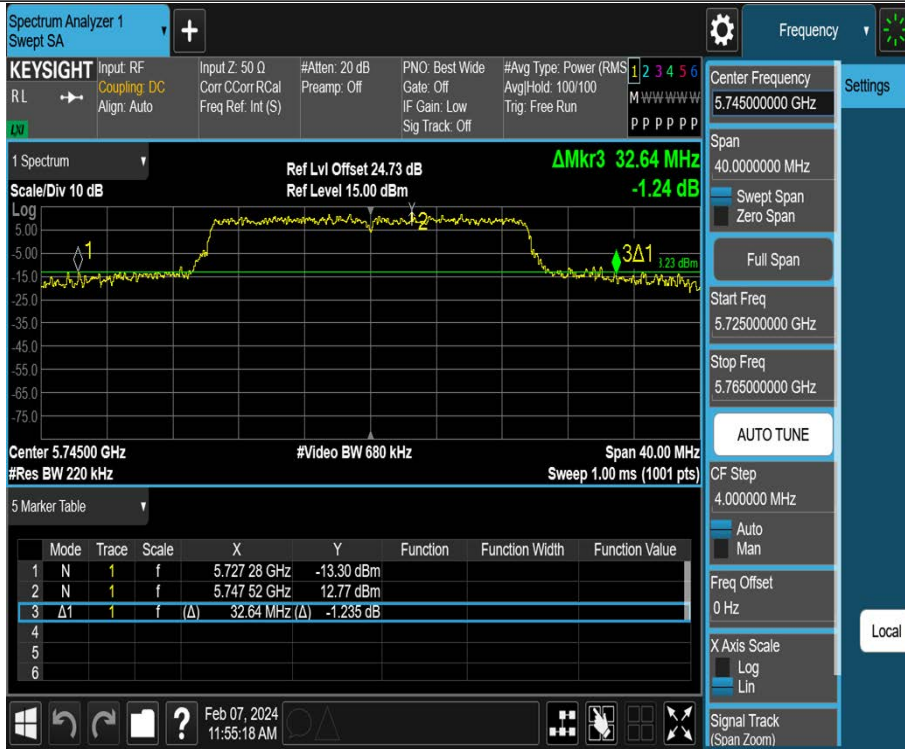 Spectrum Analyzer 1
Swept SA
+
Frequency
KEYSIGHT
RL
LXI
Input: RF
Coupling: DC
Align: Auto
Input Z: 50 Ω
Corr CCorr RCal
Freq Ref: Int (S)
#Atten: 20 dB
Preamp: Off
PNO: Best Wide
Gate: Off
IF Gain: Low
Sig Track: Off
#Avg Type: Power (RMS
Avg|Hold: 100/100
Trig: Free Run
1 2 3 4 5 6
M W W W W W
P P P P P P
1 Spectrum
Scale/Div 10 dB
Ref Lvl Offset 24.73 dB
Ref Level 15.00 dBm
ΔMkr3 32.64 MHz
-1.24 dB
Log
5.00
-5.00
-15.0
-25.0
-35.0
-45.0
-55.0
-65.0
-75.0
1
2
3Δ1
3.23 dBm
Center 5.74500 GHz
#Video BW 680 kHz
Span 40.00 MHz
#Res BW 220 kHz
Sweep 1.00 ms (1001 pts)
5 Marker Table
Mode Trace Scale X Y Function Function Width Function Value
1 N 1 f 5.727 28 GHz -13.30 dBm
2 N 1 f 5.747 52 GHz 12.77 dBm
3 Δ1 1 f (Δ) 32.64 MHz (Δ) -1.235 dB
4
5
6
?
Feb 07, 2024
11:55:18 AM
Center Frequency
5.745000000 GHz
Span
40.0000000 MHz
Swept Span
Zero Span
Full Span
Start Freq
5.725000000 GHz
Stop Freq
5.765000000 GHz
AUTO TUNE
CF Step
4.000000 MHz
Auto
Man
Freq Offset
0 Hz
X Axis Scale
Log
Lin
Signal Track
(Span Zoom)
Settings
Local